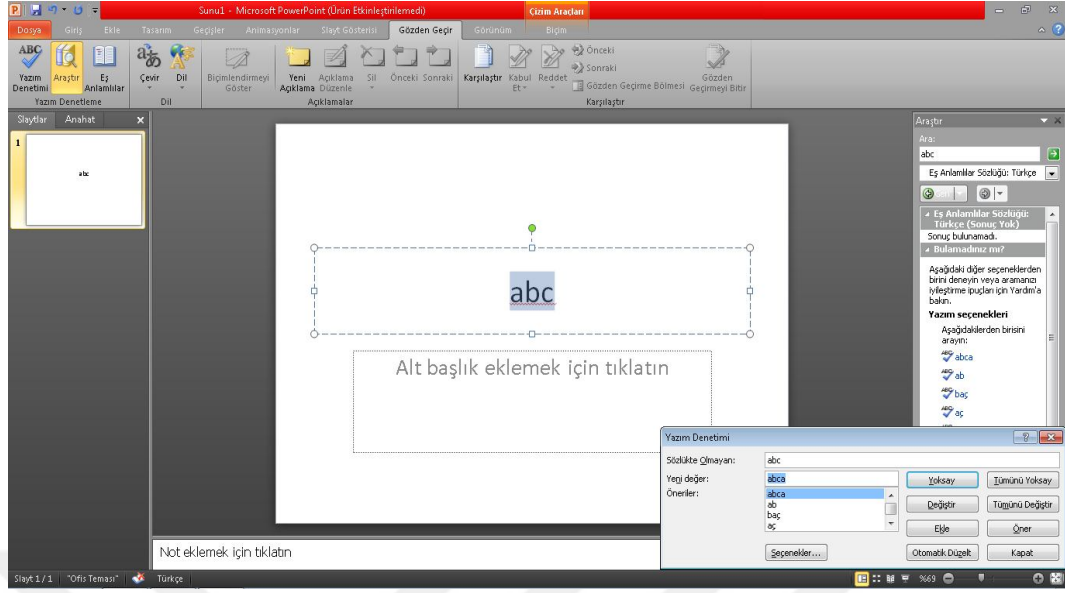 Sunu1 - Microsoft PowerPoint (Ürün Etkinleştirilemedi)
Çizim Araçları
Dosya Giriş Ekle Tasarım Geçişler Animasyonlar Slayt Gösterisi Gözden Geçir Görünüm Biçim
ABC
Yazım Denetimi
Araştır
Eş Anlamlılar
Çevir
Dil
Biçimlendirmeyi Göster
Yeni Açıklama
Açıklama Düzenle
Sil
Önceki
Sonraki
Karşılaştır
Kabul Et
Reddet
Önceki
Sonraki
Gözden Geçirme Bölmesi
Gözden Geçirmeyi Bitir
Yazım Denetleme
Dil
Açıklamalar
Karşılaştır
Slaytlar Anahat
1
abc
abc
Alt başlık eklemek için tıklatın
Not eklemek için tıklatın
Araştır
Ara:
abc
Eş Anlamlılar Sözlüğü: Türkçe
Eş Anlamlılar Sözlüğü:
Türkçe (Sonuç Yok)
Sonuç bulunamadı.
Bulamadınız mı?
Aşağıdaki diğer seçeneklerden
birini deneyin veya aramanızı
iyileştirme ipuçları için Yardım'a
bakın.
Yazım seçenekleri
Aşağıdakilerden birisini
arayın:
abca
ab
baç
aç
Yazım Denetimi
Sözlükte Olmayan: abc
Yeni değer: abca
Öneriler: abca
ab
baç
aç
Yoksay Tümünü Yoksay
Değiştir Tümünü Değiştir
Ekle Öner
Seçenekler... Otomatik Düzelt Kapat
Slayt 1 / 1 "Ofis Teması" Türkçe %69